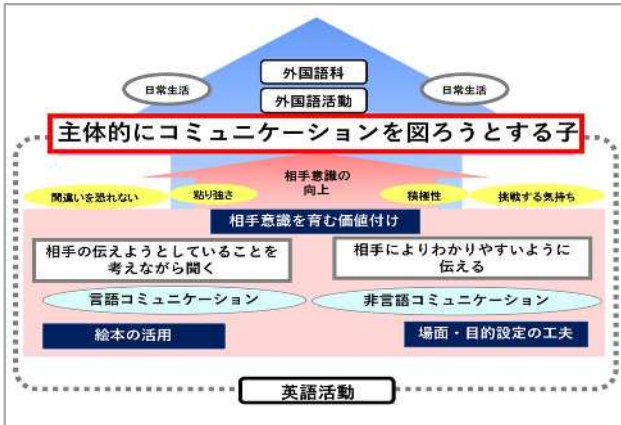 外国語科
日常生活
日常生活
外国語活動
主体的にコミュニケーションを図ろうとする子
相手意識の
向上
間違いを恐れない
粘り強さ
積極性
挑戦する気持ち
相手意識を育む価値付け
相手の伝えようとしていることを
考えながら聞く
相手によりわかりやすいように
伝える
言語コミュニケーション
非言語コミュニケーション
絵本の活用
場面・目的設定の工夫
英語活動